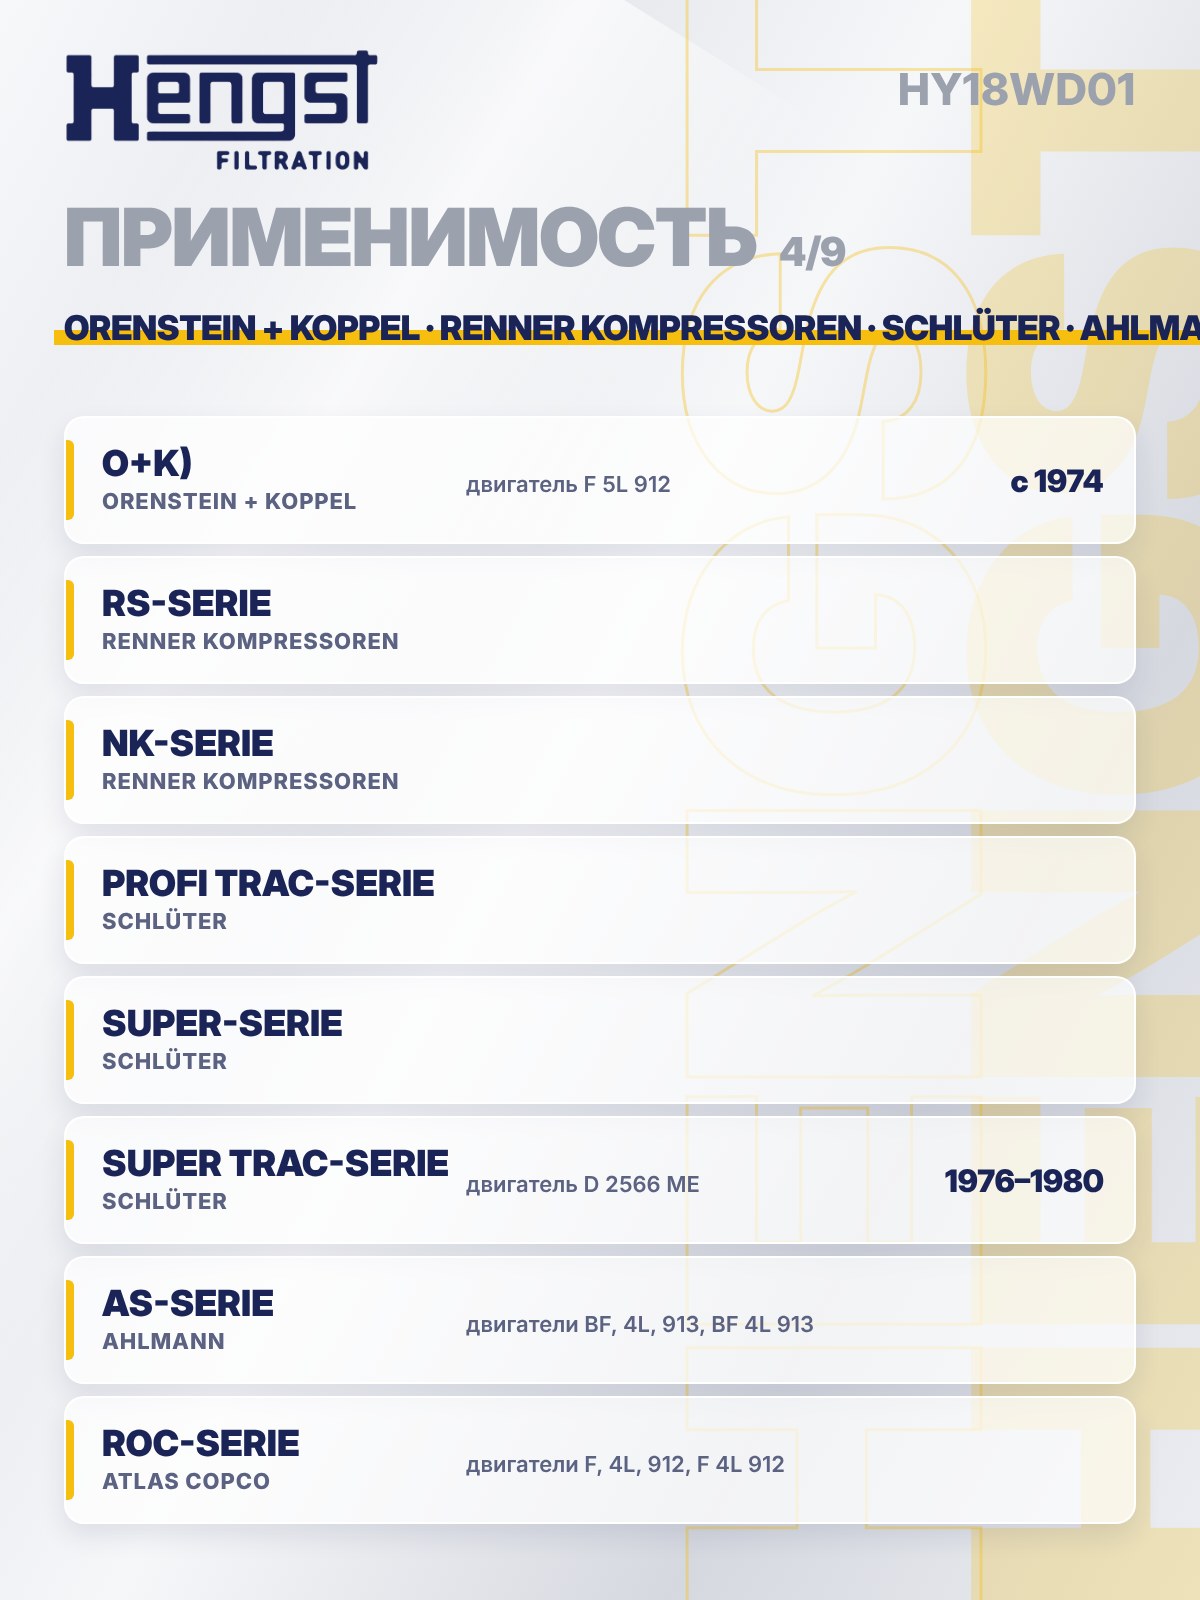 Hengst
FILTRATION
HY18WD01
ПРИМЕНИМОСТЬ 4/9
ORENSTEIN + KOPPEL · RENNER KOMPRESSOREN · SCHLÜTER · AHLMA
O+K)
ORENSTEIN + KOPPEL
двигатель F 5L 912
с 1974
RS-SERIE
RENNER KOMPRESSOREN
NK-SERIE
RENNER KOMPRESSOREN
PROFI TRAC-SERIE
SCHLÜTER
SUPER-SERIE
SCHLÜTER
SUPER TRAC-SERIE
SCHLÜTER
двигатель D 2566 ME
1976–1980
AS-SERIE
AHLMANN
двигатели BF, 4L, 913, BF 4L 913
ROC-SERIE
ATLAS COPCO
двигатели F, 4L, 912, F 4L 912
HENGST
HENGST